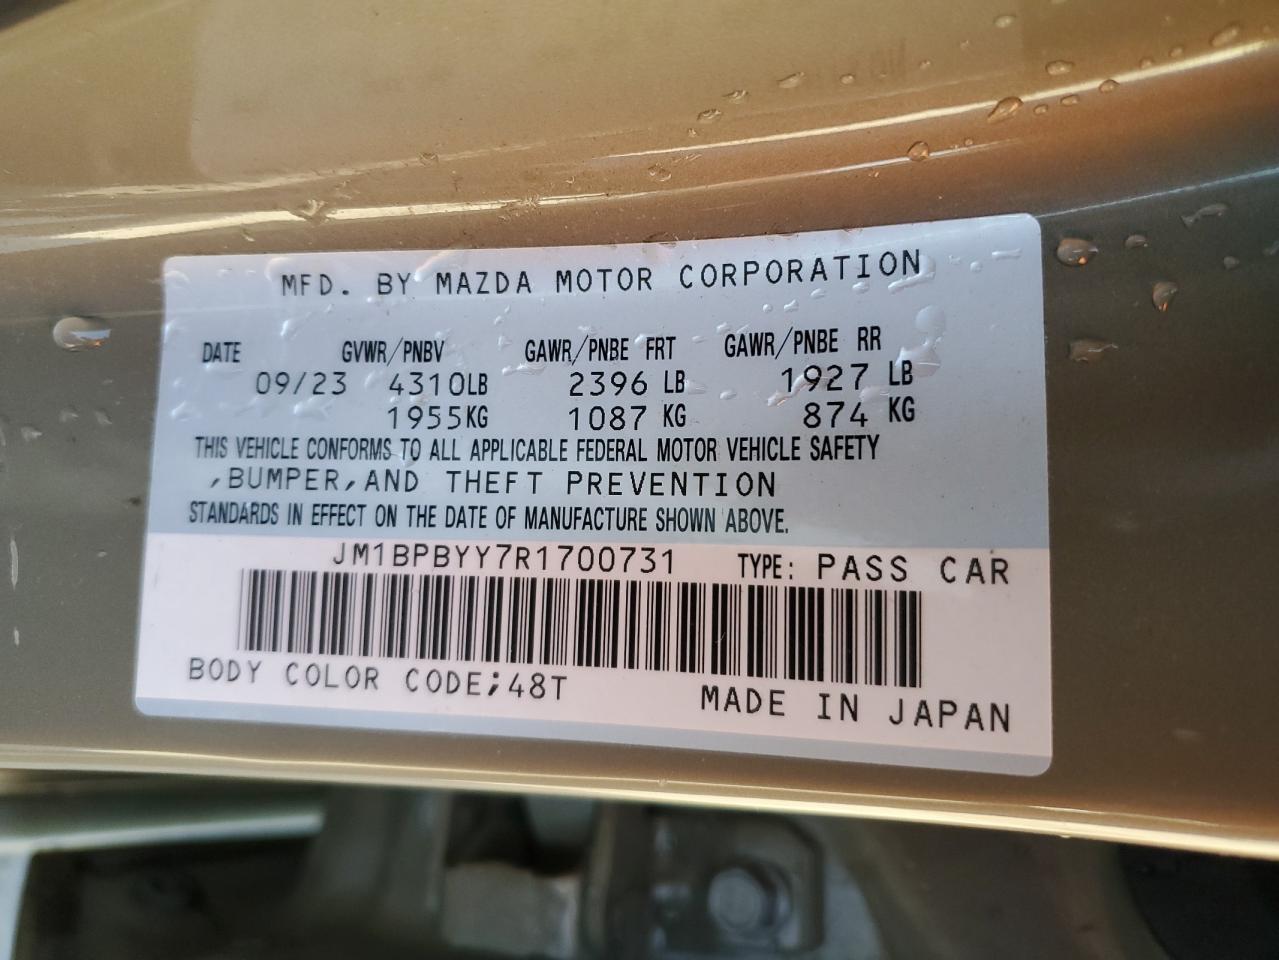 MFD. BY MAZDA MOTOR CORPORATION
DATE GVWR/PNBV GAWR/PNBE FRT GAWR/PNBE RR
09/23 4310LB 2396 LB 1927 LB
1955KG 1087 KG 874 KG
THIS VEHICLE CONFORMS TO ALL APPLICABLE FEDERAL MOTOR VEHICLE SAFETY
,BUMPER,AND THEFT PREVENTION
STANDARDS IN EFFECT ON THE DATE OF MANUFACTURE SHOWN ABOVE.
JM1BPBYY7R1700731 TYPE: PASS CAR
BODY COLOR CODE;48T
MADE IN JAPAN